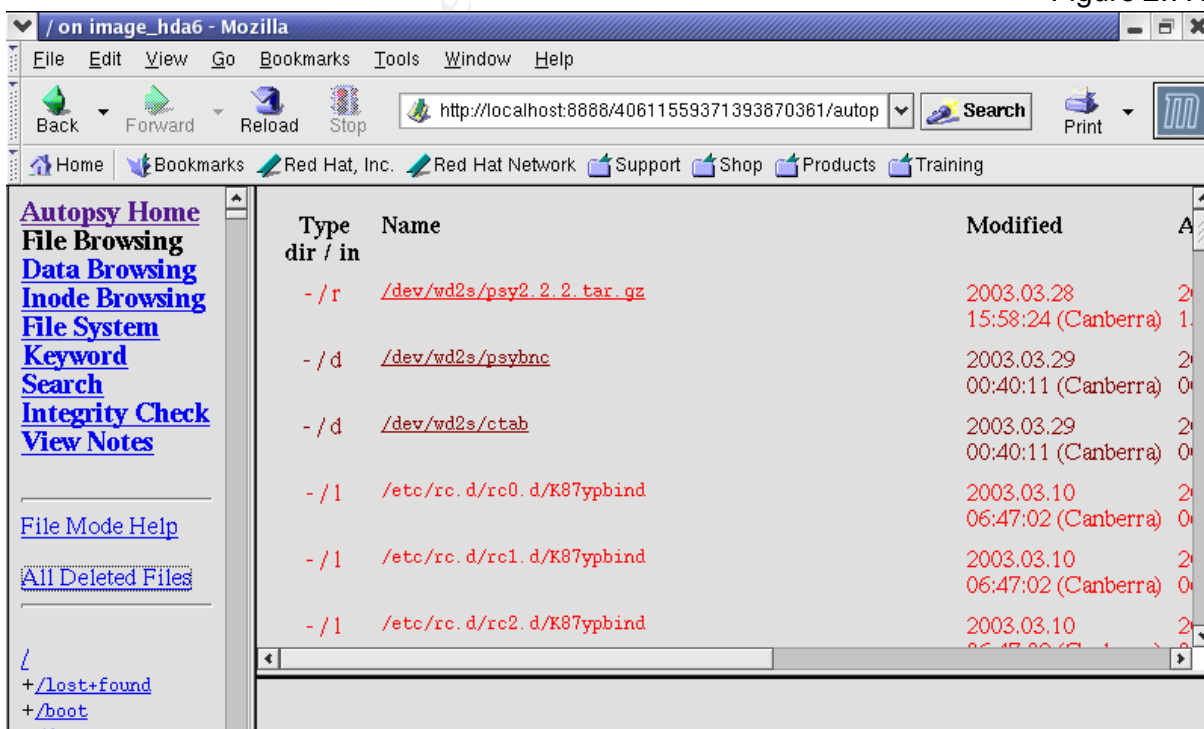 / on image_hda6 - Mozilla
File Edit View Go Bookmarks Tools Window Help
Back Forward Reload Stop http://localhost:8888/40611559371393870361/autop Search Print
Home Bookmarks Red Hat, Inc. Red Hat Network Support Shop Products Training
Autopsy Home
File Browsing
Data Browsing
Inode Browsing
File System
Keyword
Search
Integrity Check
View Notes
File Mode Help
All Deleted Files
/
+/lost+found
+/boot
Type Name Modified
dir / in
- / r /dev/wd2s/psy2.2.2.tar.gz 2003.03.28
15:58:24 (Canberra)
- / d /dev/wd2s/psybnc 2003.03.29
00:40:11 (Canberra)
- / d /dev/wd2s/ctab 2003.03.29
00:40:11 (Canberra)
- / l /etc/rc.d/rc0.d/K87ypbind 2003.03.10
06:47:02 (Canberra)
- / l /etc/rc.d/rc1.d/K87ypbind 2003.03.10
06:47:02 (Canberra)
- / l /etc/rc.d/rc2.d/K87ypbind 2003.03.10